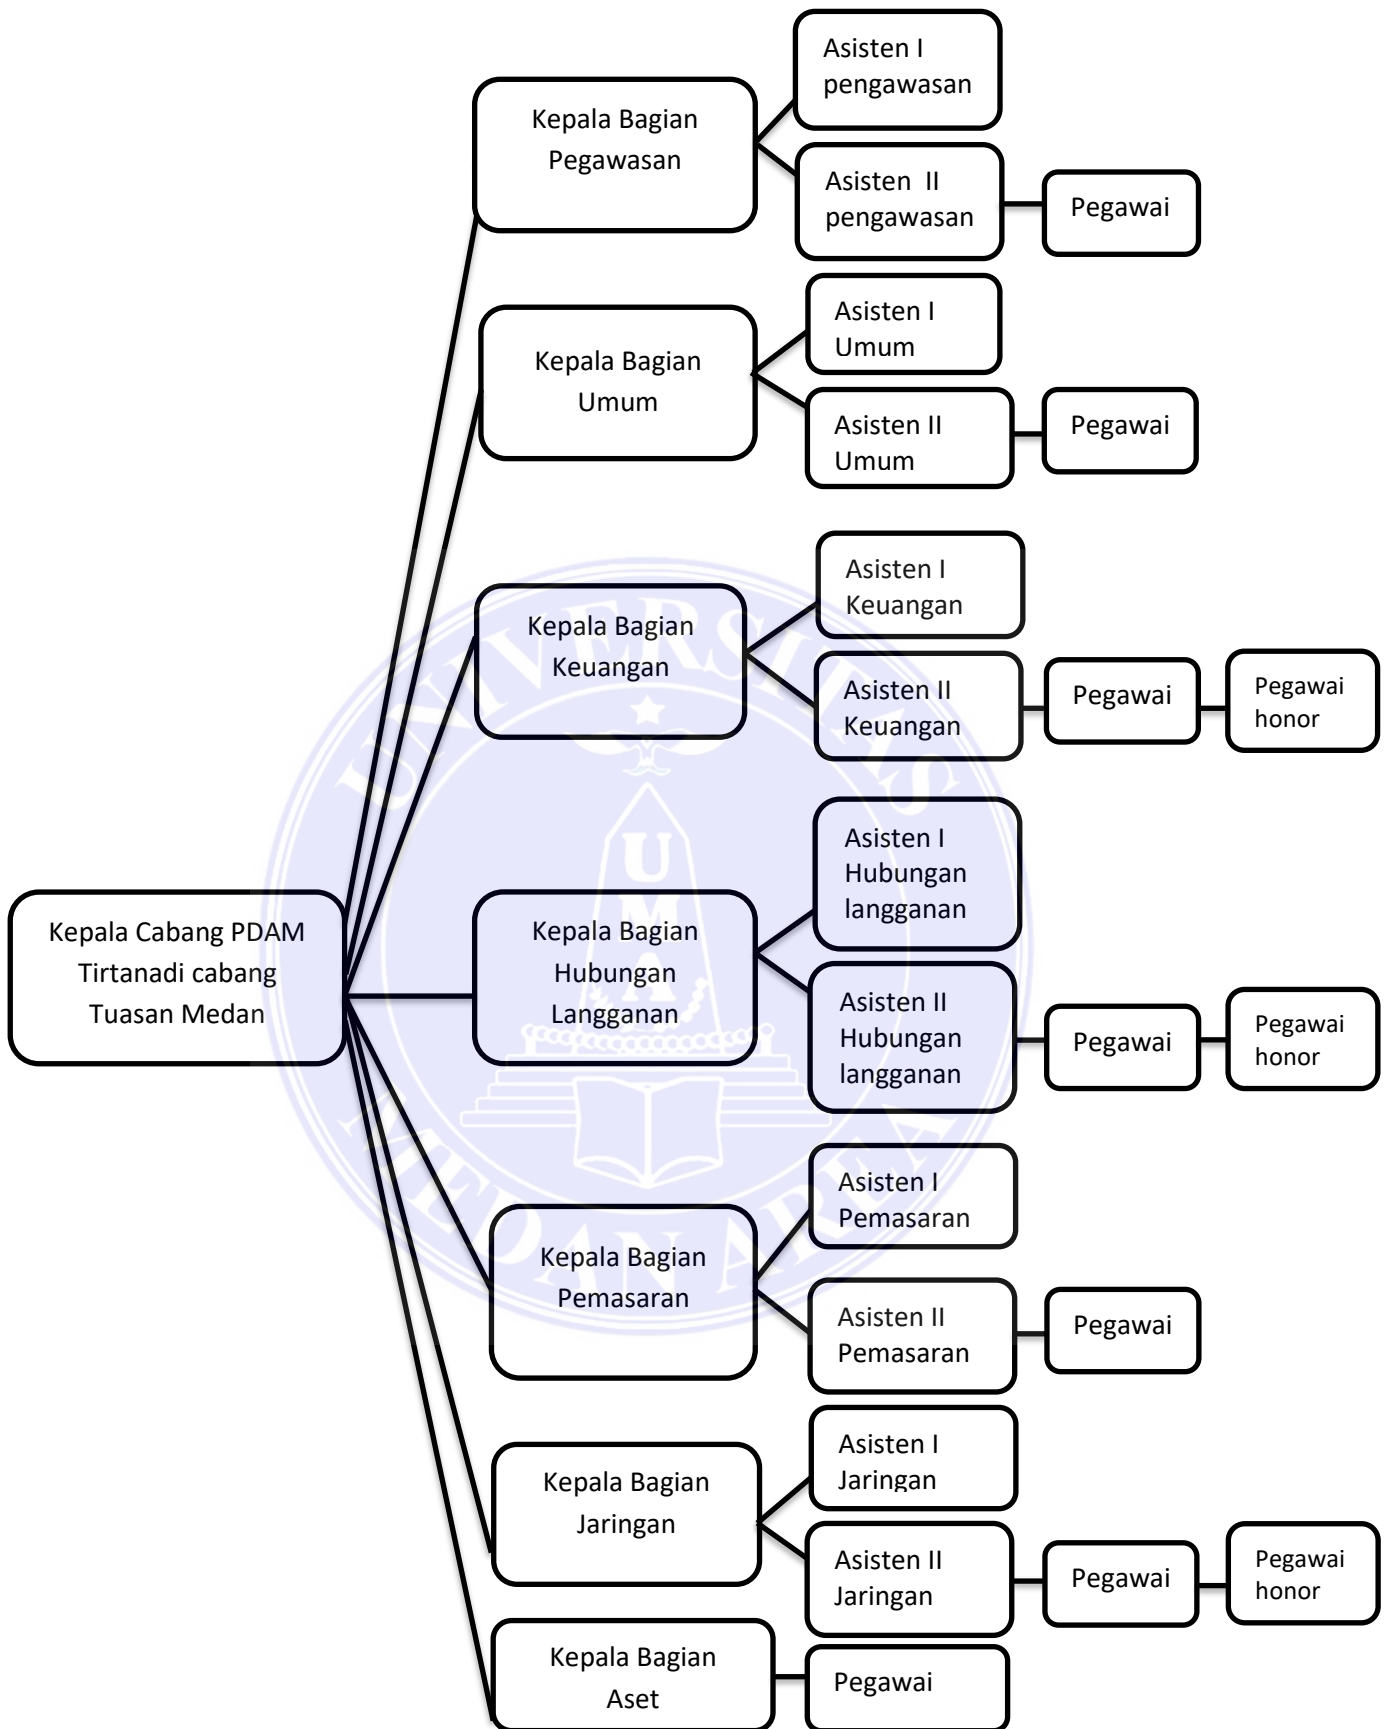 Asisten I
pengawasan
Kepala Bagian
Pegawasan
Asisten II
pengawasan
Pegawai
Asisten I
Umum
Kepala Bagian
Umum
Asisten II
Umum
Pegawai
Asisten I
Keuangan
Kepala Bagian
Keuangan
Asisten II
Keuangan
Pegawai
Pegawai
honor
Asisten I
Hubungan
langganan
Kepala Cabang PDAM
Tirtanadi cabang
Tuasan Medan
Kepala Bagian
Hubungan
Langganan
Asisten II
Hubungan
langganan
Pegawai
Pegawai
honor
Asisten I
Pemasaran
Kepala Bagian
Pemasaran
Asisten II
Pemasaran
Pegawai
Asisten I
Jaringan
Kepala Bagian
Jaringan
Asisten II
Jaringan
Pegawai
Pegawai
honor
Kepala Bagian
Aset
Pegawai
UNIVERSITAS
MEDAN AREA
U
M
A